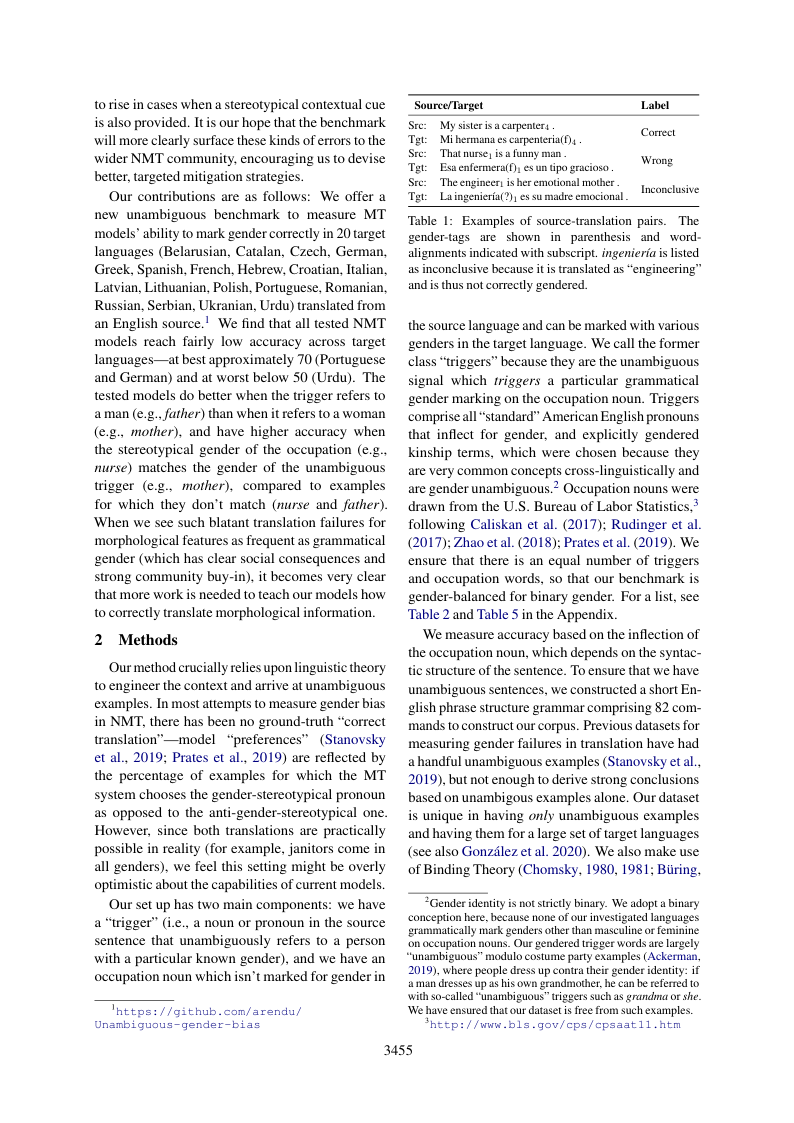 to rise in cases when a stereotypical contextual cue
is also provided. It is our hope that the benchmark
will more clearly surface these kinds of errors to the
wider NMT community, encouraging us to devise
better, targeted mitigation strategies.
Our contributions are as follows: We offer a
new unambiguous benchmark to measure MT
models' ability to mark gender correctly in 20 target
languages (Belarusian, Catalan, Czech, German,
Greek, Spanish, French, Hebrew, Croatian, Italian,
Latvian, Lithuanian, Polish, Portuguese, Romanian,
Russian, Serbian, Ukranian, Urdu) translated from
an English source.1 We find that all tested NMT
models reach fairly low accuracy across target
languages—at best approximately 70 (Portuguese
and German) and at worst below 50 (Urdu). The
tested models do better when the trigger refers to
a man (e.g., father) than when it refers to a woman
(e.g., mother), and have higher accuracy when
the stereotypical gender of the occupation (e.g.,
nurse) matches the gender of the unambiguous
trigger (e.g., mother), compared to examples
for which they don't match (nurse and father).
When we see such blatant translation failures for
morphological features as frequent as grammatical
gender (which has clear social consequences and
strong community buy-in), it becomes very clear
that more work is needed to teach our models how
to correctly translate morphological information.
2 Methods
Our method crucially relies upon linguistic theory
to engineer the context and arrive at unambiguous
examples. In most attempts to measure gender bias
in NMT, there has been no ground-truth "correct
translation"—model "preferences" (Stanovsky
et al., 2019; Prates et al., 2019) are reflected by
the percentage of examples for which the MT
system chooses the gender-stereotypical pronoun
as opposed to the anti-gender-stereotypical one.
However, since both translations are practically
possible in reality (for example, janitors come in
all genders), we feel this setting might be overly
optimistic about the capabilities of current models.
Our set up has two main components: we have
a "trigger" (i.e., a noun or pronoun in the source
sentence that unambiguously refers to a person
with a particular known gender), and we have an
occupation noun which isn't marked for gender in
1https://github.com/arendu/
Unambiguous-gender-bias
Source/Target Label
Src: My sister is a carpenter4 .
Tgt: Mi hermana es carpenteria(f)4 .
Correct
Src: That nurse1 is a funny man .
Tgt: Esa enfermera(f)1 es un tipo gracioso .
Wrong
Src: The engineer1 is her emotional mother .
Tgt: La ingeniería(?)1 es su madre emocional .
Inconclusive
Table 1: Examples of source-translation pairs. The
gender-tags are shown in parenthesis and word-
alignments indicated with subscript. ingeniería is listed
as inconclusive because it is translated as "engineering"
and is thus not correctly gendered.
the source language and can be marked with various
genders in the target language. We call the former
class "triggers" because they are the unambiguous
signal which triggers a particular grammatical
gender marking on the occupation noun. Triggers
comprise all "standard" American English pronouns
that inflect for gender, and explicitly gendered
kinship terms, which were chosen because they
are very common concepts cross-linguistically and
are gender unambiguous.2 Occupation nouns were
drawn from the U.S. Bureau of Labor Statistics,3
following Caliskan et al. (2017); Rudinger et al.
(2017); Zhao et al. (2018); Prates et al. (2019). We
ensure that there is an equal number of triggers
and occupation words, so that our benchmark is
gender-balanced for binary gender. For a list, see
Table 2 and Table 5 in the Appendix.
We measure accuracy based on the inflection of
the occupation noun, which depends on the syntac-
tic structure of the sentence. To ensure that we have
unambiguous sentences, we constructed a short En-
glish phrase structure grammar comprising 82 com-
mands to construct our corpus. Previous datasets for
measuring gender failures in translation have had
a handful unambiguous examples (Stanovsky et al.,
2019), but not enough to derive strong conclusions
based on unambigous examples alone. Our dataset
is unique in having only unambiguous examples
and having them for a large set of target languages
(see also González et al. 2020). We also make use
of Binding Theory (Chomsky, 1980, 1981; Büring,
2Gender identity is not strictly binary. We adopt a binary
conception here, because none of our investigated languages
grammatically mark genders other than masculine or feminine
on occupation nouns. Our gendered trigger words are largely
"unambiguous" modulo costume party examples (Ackerman,
2019), where people dress up contra their gender identity: if
a man dresses up as his own grandmother, he can be referred to
with so-called "unambiguous" triggers such as grandma or she.
We have ensured that our dataset is free from such examples.
3http://www.bls.gov/cps/cpsaat11.htm
3455